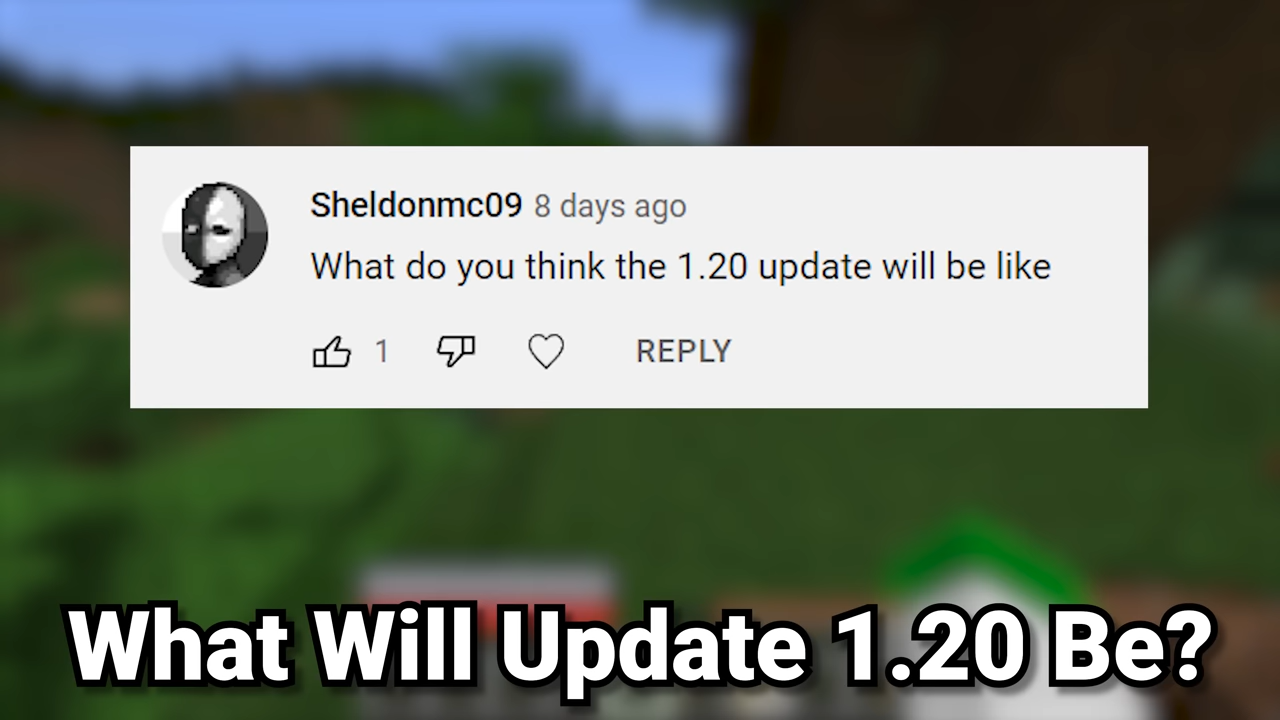 Sheldonmc09 8 days ago
What do you think the 1.20 update will be like
1 REPLY
What Will Update 1.20 Be?